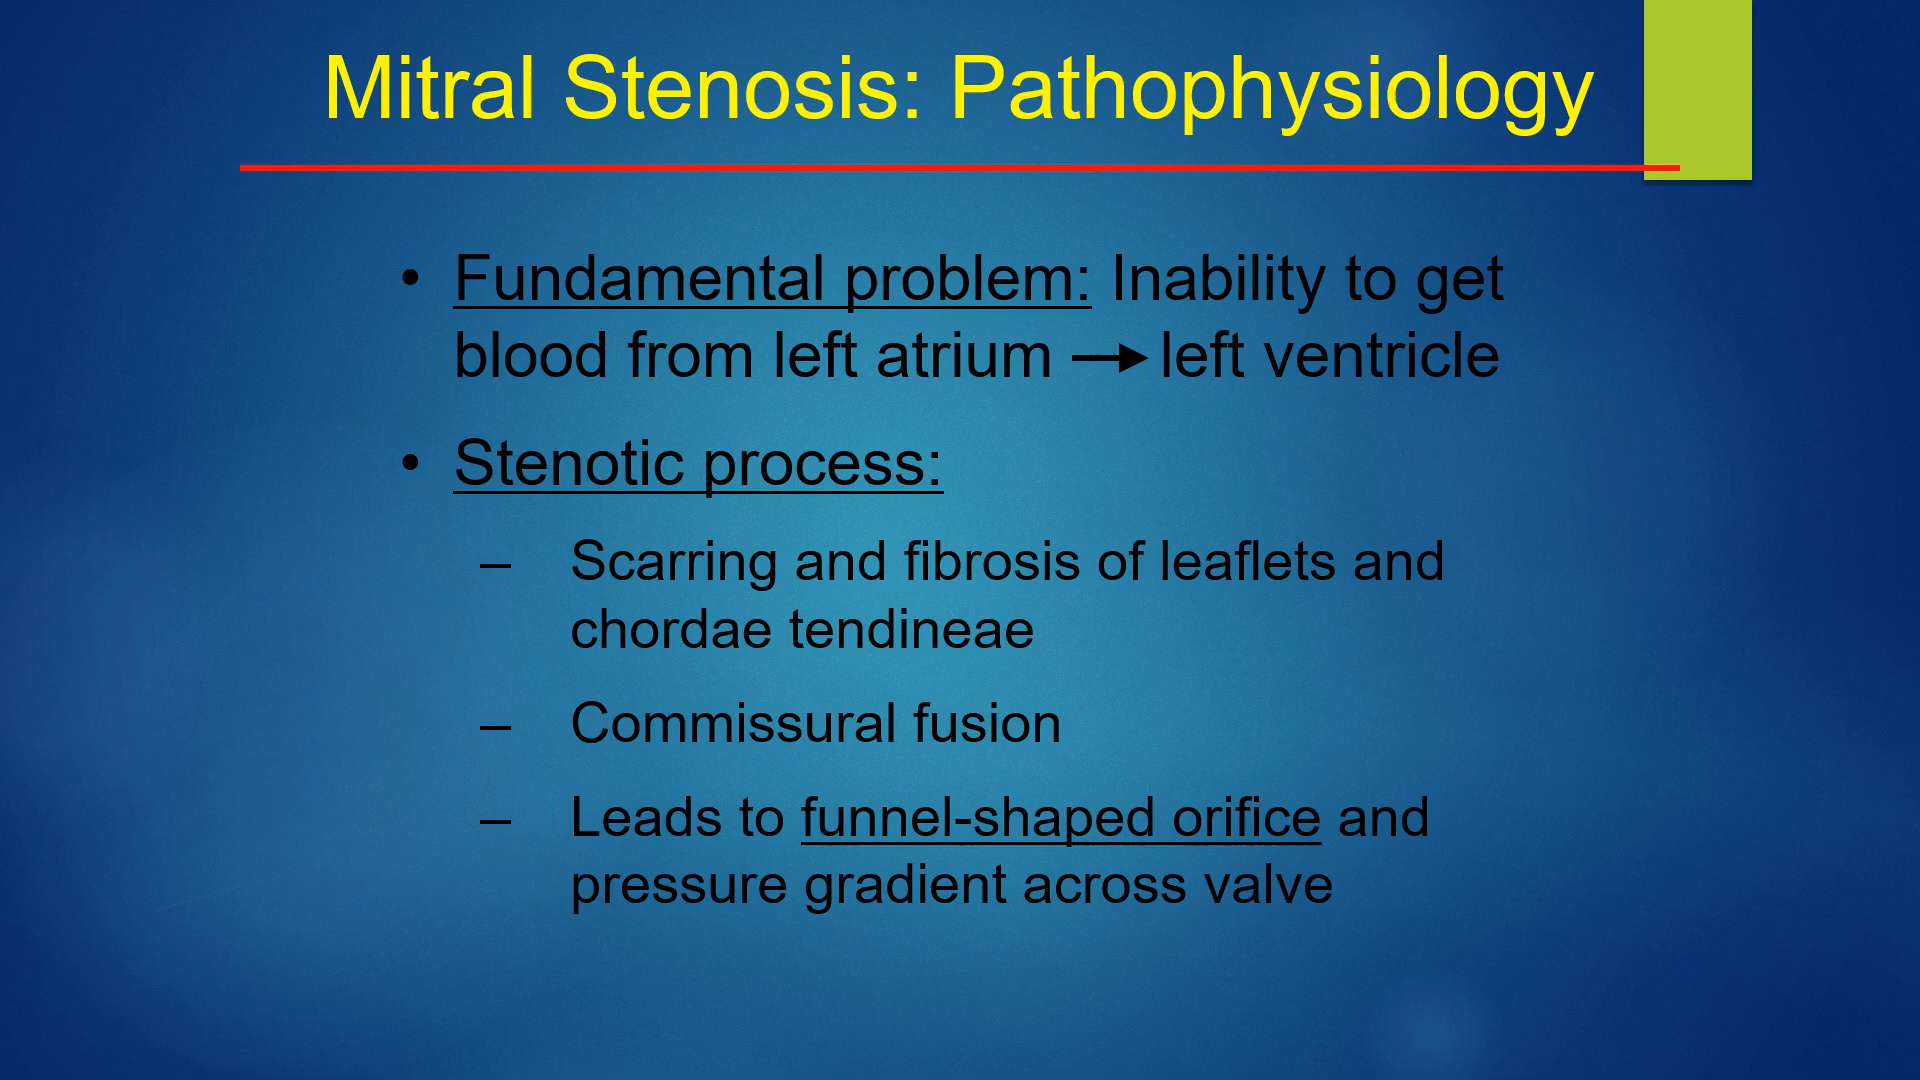 Mitral Stenosis: Pathophysiology
• Fundamental problem: Inability to get
blood from left atrium → left ventricle
• Stenotic process:
– Scarring and fibrosis of leaflets and
chordae tendineae
– Commissural fusion
– Leads to funnel-shaped orifice and
pressure gradient across valve